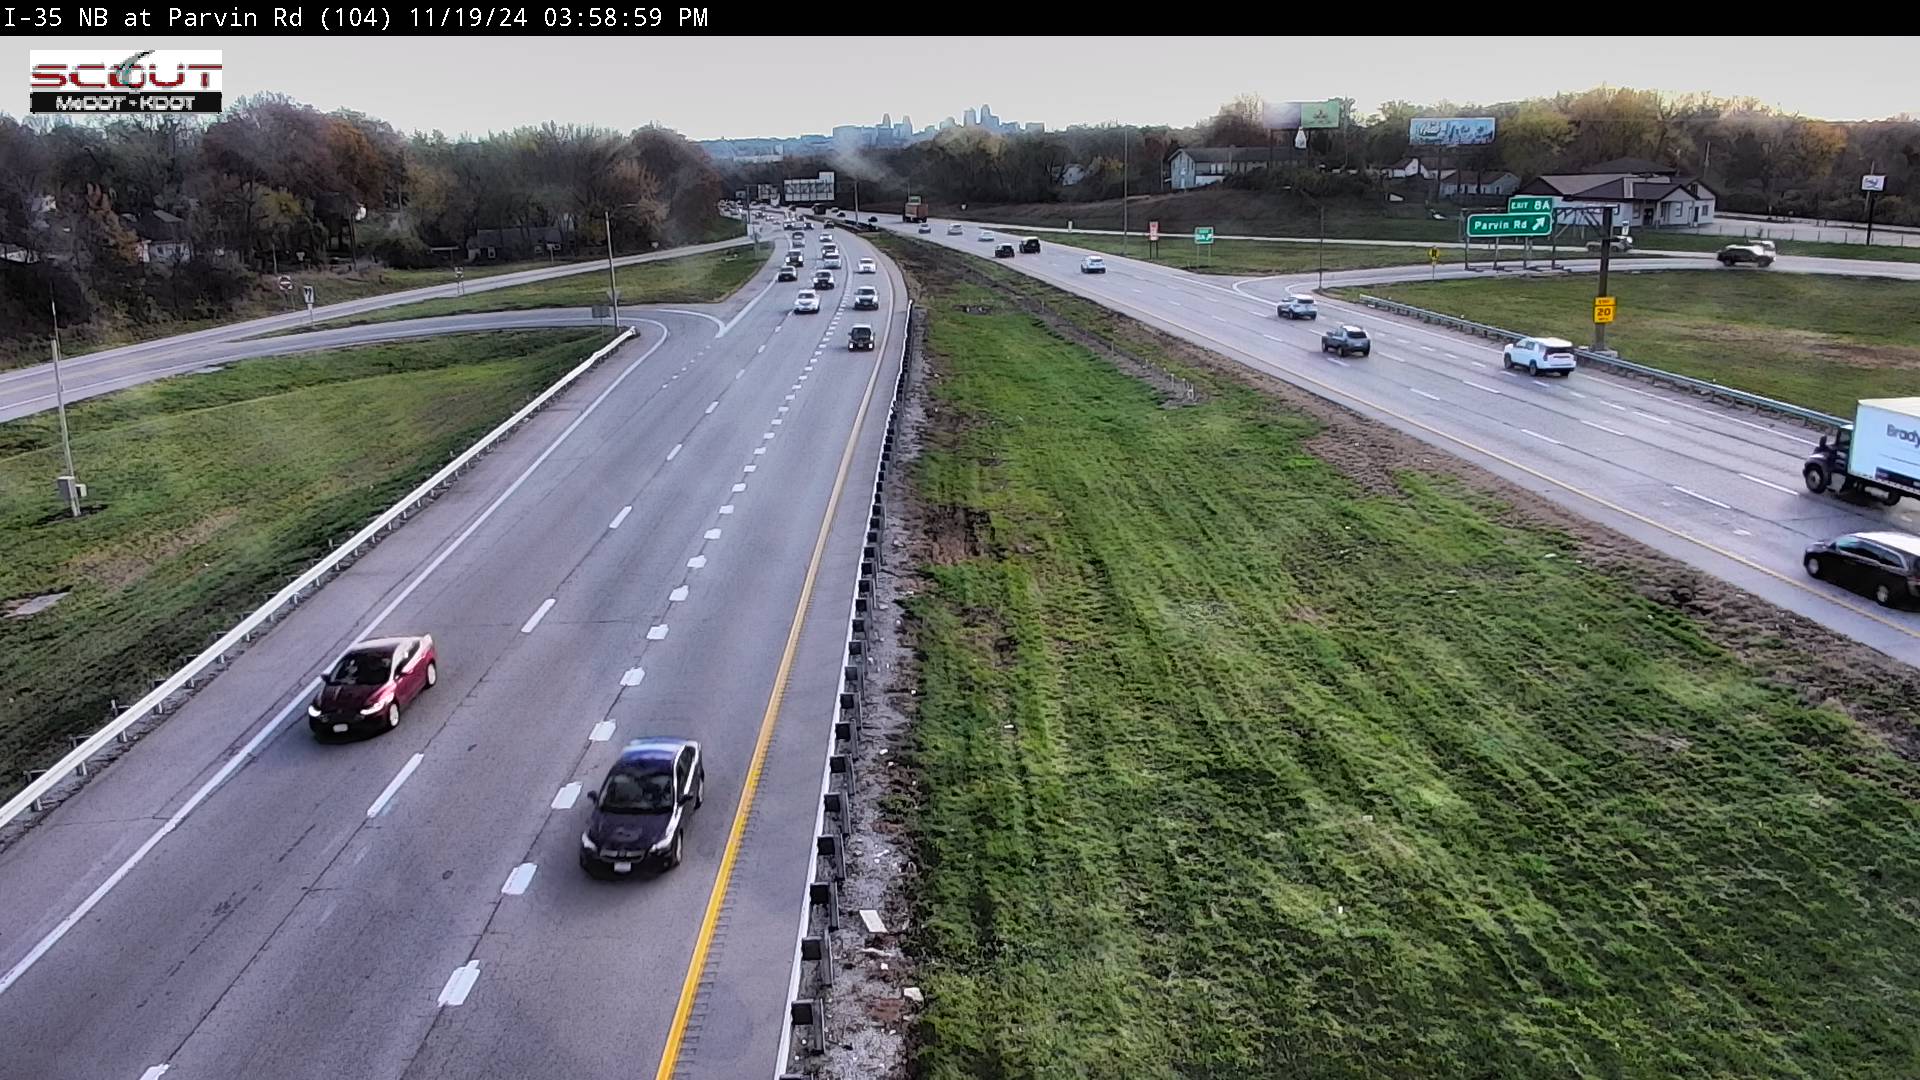 I-35 NB at Parvin Rd (104) 11/19/24 03:58:59 PM
SCOUT
MoDOT - KDOT
EXIT 8A
Parvin Rd
20
Brady